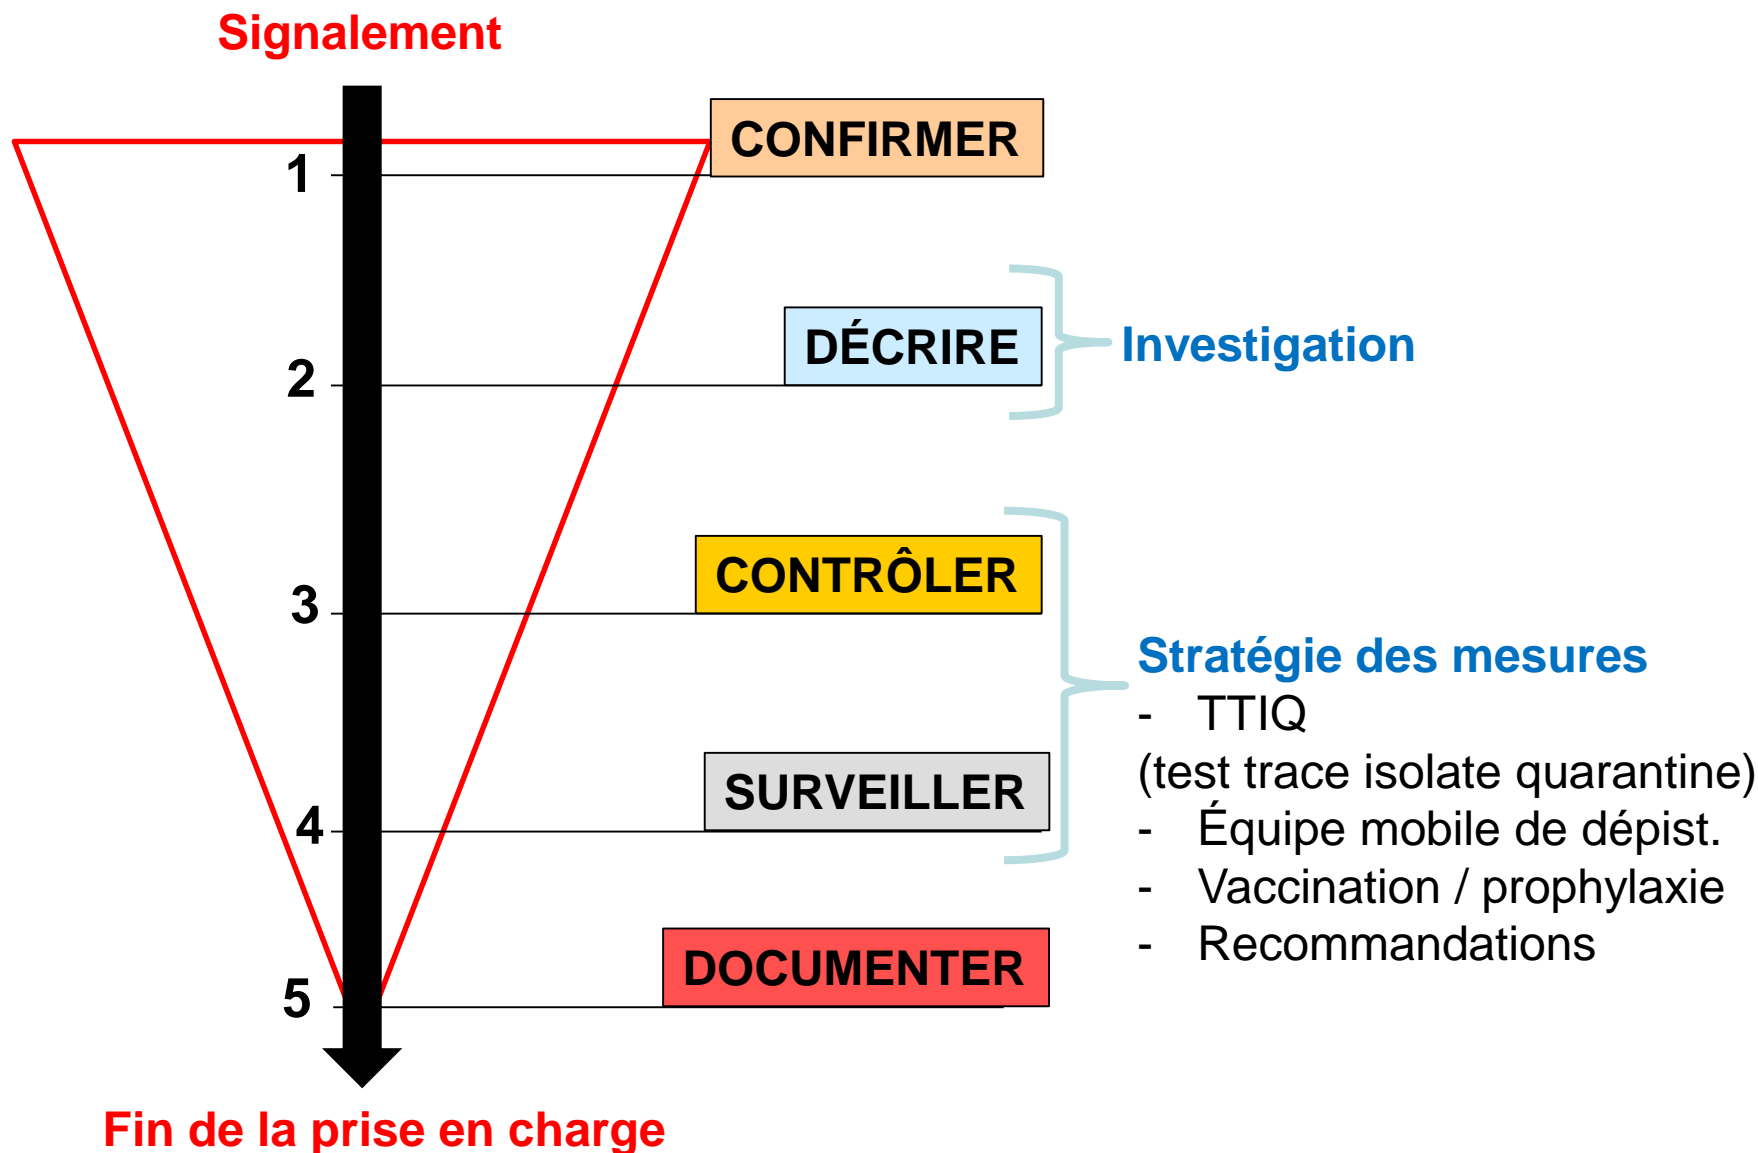 Signalement
1
CONFIRMER
2
DÉCRIRE
Investigation
3
CONTRÔLER
4
SURVEILLER
Stratégie des mesures
- TTIQ
(test trace isolate quarantine)
- Équipe mobile de dépist.
- Vaccination / prophylaxie
- Recommandations
5
DOCUMENTER
Fin de la prise en charge